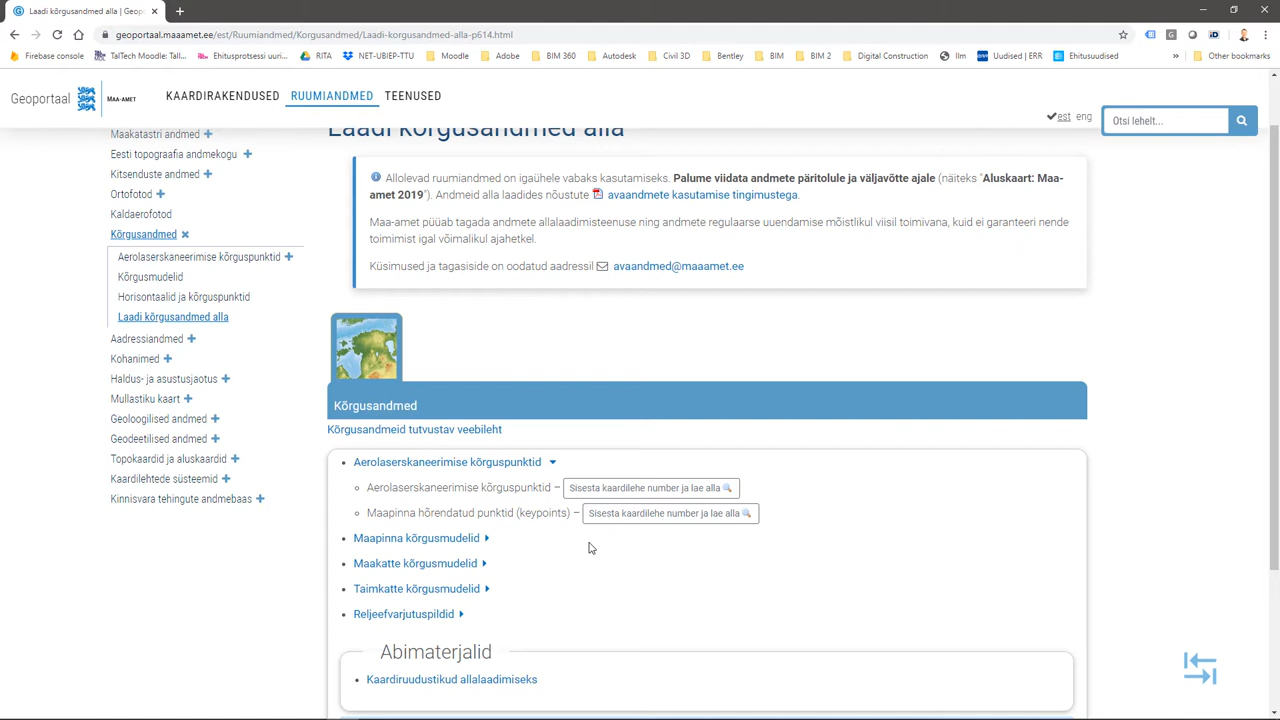 Laadi kõrgusandmed alla | Geop
geoportaal.maaamet.ee/est/Ruumiandmed/Korgusandmed/Laadi-korgusandmed-alla-p614.html
Firebase console TalTech Moodle: Tall... Ehitusprotsessi uuri... RITA NET-UBIEP-TTU Moodle Adobe BIM 360 Autodesk Civil 3D Bentley BIM BIM 2 Digital Construction Ilm Uudised | ERR Ehitusuudised » Other bookmarks
Geoportaal MAA-AMET KAARDIRAKENDUSED RUUMIANDMED TEENUSED
est eng Otsi lehelt...
Laadi kõrgusandmed alla
Maakatastri andmed
Eesti topograafia andmekogu
Kitsenduste andmed
Ortofotod
Kaldaerofotod
Kõrgusandmed
Aerolaserskaneerimise kõrguspunktid
Kõrgusmudelid
Horisontaalid ja kõrguspunktid
Laadi kõrgusandmed alla
Aadressiandmed
Kohanimed
Haldus- ja asustusjaotus
Mullastiku kaart
Geoloogilised andmed
Geodeetilised andmed
Topokaardid ja aluskaardid
Kaardilehtede süsteemid
Kinnisvara tehingute andmebaas
Allolevad ruumiandmed on igaühele vabaks kasutamiseks. Palume viidata andmete päritolule ja väljavõtte ajale (näiteks "Aluskaart: Maa-
amet 2019"). Andmeid alla laadides nõustute avaandmete kasutamise tingimustega.
Maa-amet püüab tagada andmete allalaadimisteenuse ning andmete regulaarse uuendamise mõistlikul viisil toimivana, kuid ei garanteeri nende
toimimist igal võimalikul ajahetkel.
Küsimused ja tagasiside on oodatud aadressil avaandmed@maaamet.ee
Kõrgusandmed
Kõrgusandmeid tutvustav veebileht
Aerolaserskaneerimise kõrguspunktid
Aerolaserskaneerimise kõrguspunktid – Sisesta kaardilehe number ja lae alla
Maapinna hõrendatud punktid (keypoints) – Sisesta kaardilehe number ja lae alla
Maapinna kõrgusmudelid
Maakatte kõrgusmudelid
Taimkatte kõrgusmudelid
Reljeefvarjutuspildid
Abimaterjalid
Kaardiruudustikud allalaadimiseks